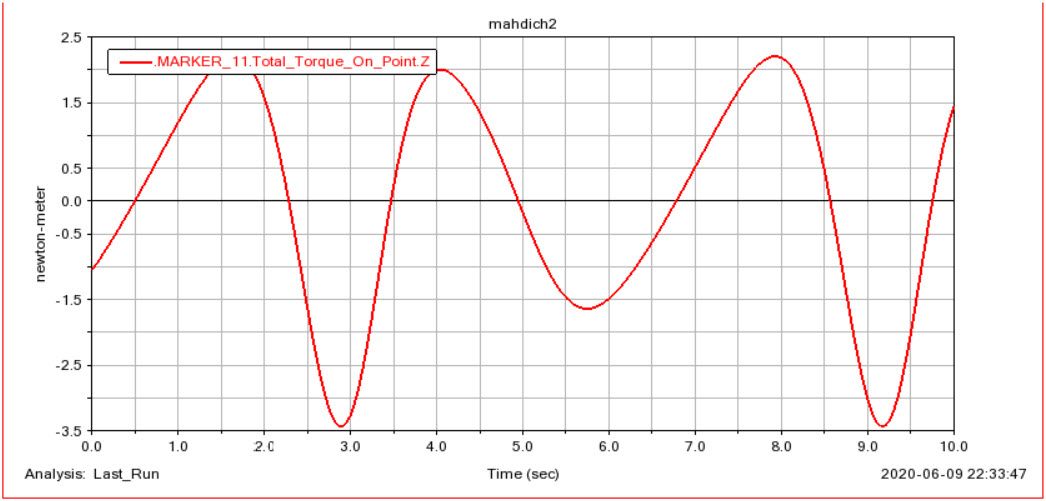 mahdich2
.MARKER_11.Total_Torque_On_Point.Z
newton-meter
2.5
1.5
0.5
0.0
-0.5
-1.5
-2.5
-3.5
0.0 1.0 2.0 3.0 4.0 5.0 6.0 7.0 8.0 9.0 10.0
Analysis: Last_Run Time (sec) 2020-06-09 22:33:47